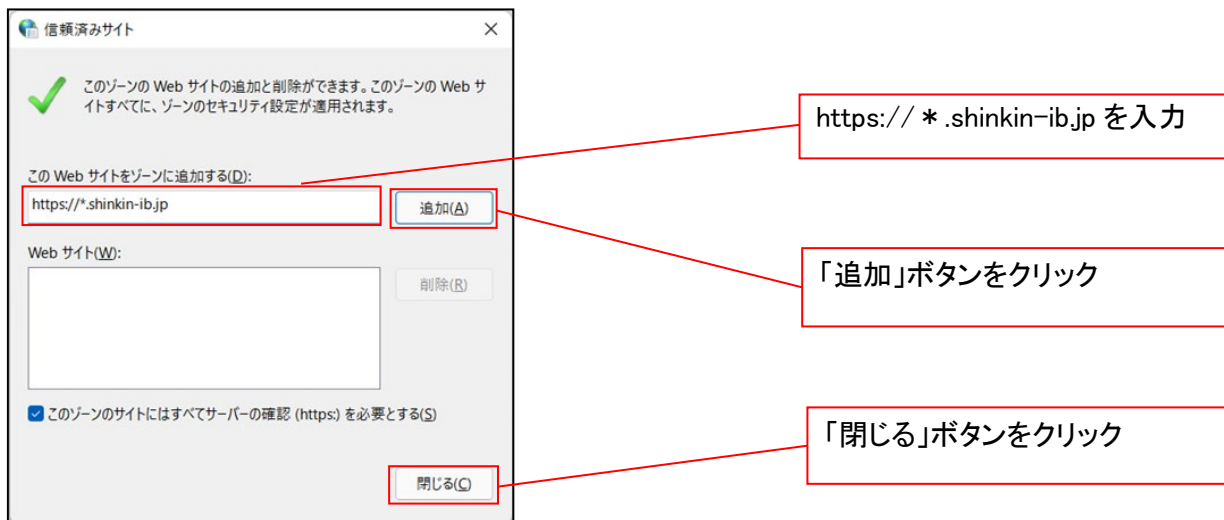 信頼済みサイト
このゾーンの Web サイトの追加と削除ができます。このゾーンの Web サ
イトすべてに、ゾーンのセキュリティ設定が適用されます。
https://＊.shinkin-ib.jp を入力
この Web サイトをゾーンに追加する(D):
https://*.shinkin-ib.jp
追加(A)
Web サイト(W):
「追加」ボタンをクリック
削除(R)
このゾーンのサイトにはすべてサーバーの確認 (https:) を必要とする(S)
「閉じる」ボタンをクリック
閉じる(C)